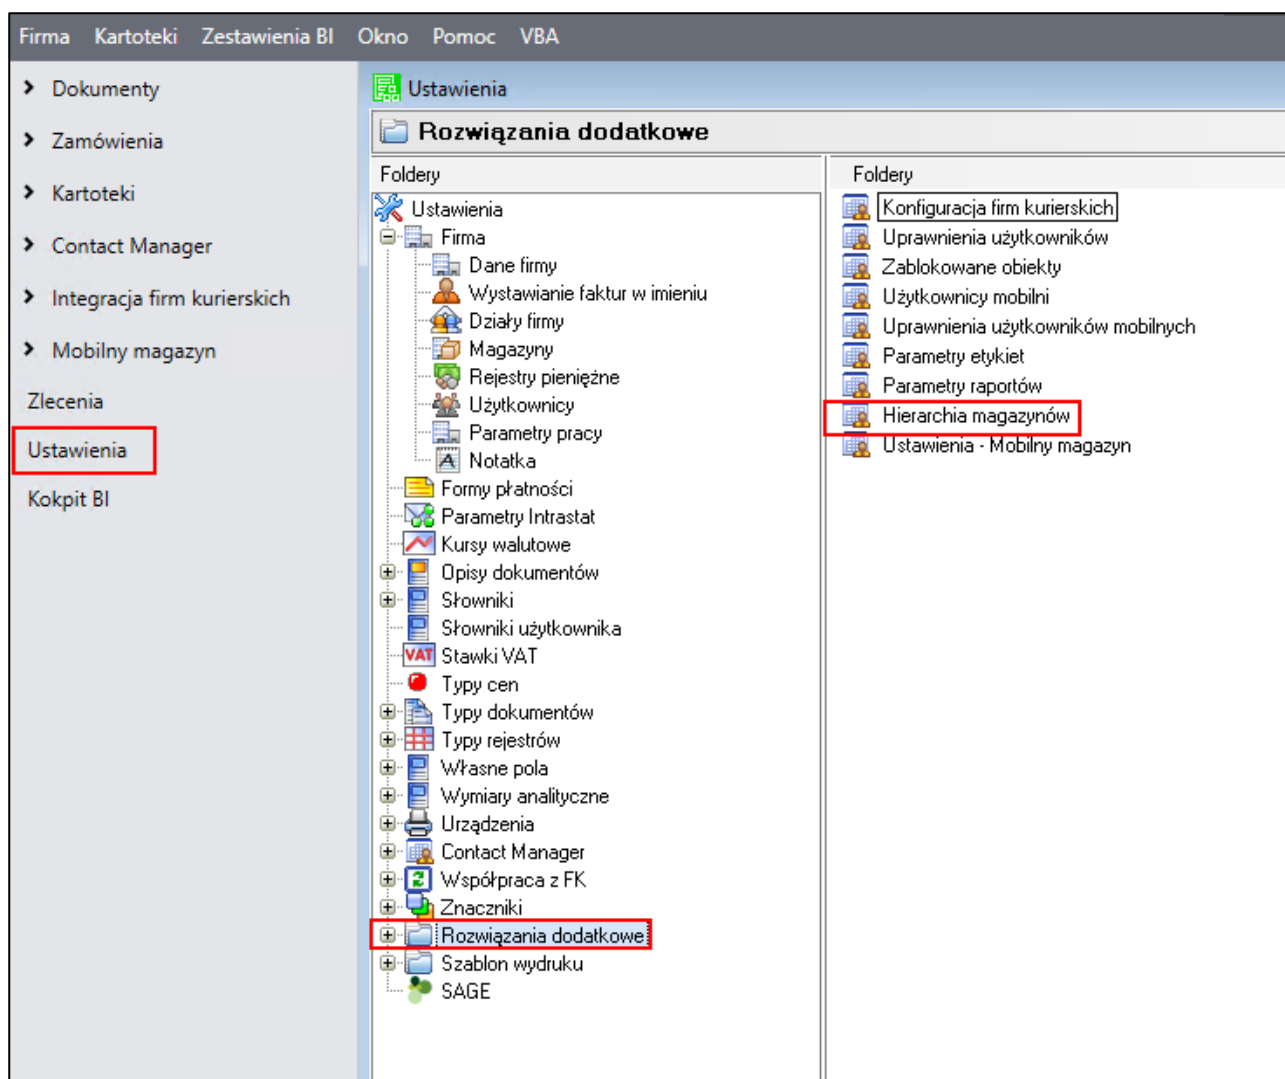 Firma Kartoteki Zestawienia BI Okno Pomoc VBA
Dokumenty
Zamówienia
Kartoteki
Contact Manager
Integracja firm kurierskich
Mobilny magazyn
Zlecenia
Ustawienia
Kokpit BI
Ustawienia
Rozwiązania dodatkowe
Foldery
Ustawienia
Firma
Dane firmy
Wystawianie faktur w imieniu
Działy firmy
Magazyny
Rejestry pieniężne
Użytkownicy
Parametry pracy
Notatka
Formy płatności
Parametry Intrastat
Kursy walutowe
Opisy dokumentów
Słowniki
Słowniki użytkownika
VAT Stawki VAT
Typy cen
Typy dokumentów
Typy rejestrów
Własne pola
Wymiary analityczne
Urządzenia
Contact Manager
Współpraca z FK
Znaczniki
Rozwiązania dodatkowe
Szablon wydruku
SAGE
Foldery
Konfiguracja firm kurierskich
Uprawnienia użytkowników
Zablokowane obiekty
Użytkownicy mobilni
Uprawnienia użytkowników mobilnych
Parametry etykiet
Parametry raportów
Hierarchia magazynów
Ustawienia - Mobilny magazyn